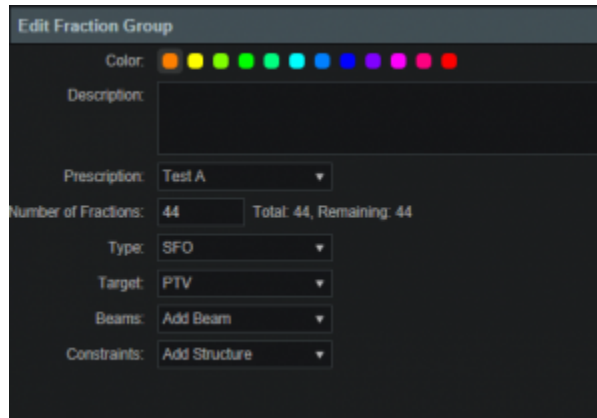 Edit Fraction Group
Color:
Description:
Prescription: Test A
Number of Fractions: 44 Total: 44, Remaining: 44
Type: SFO
Target: PTV
Beams: Add Beam
Constraints: Add Structure